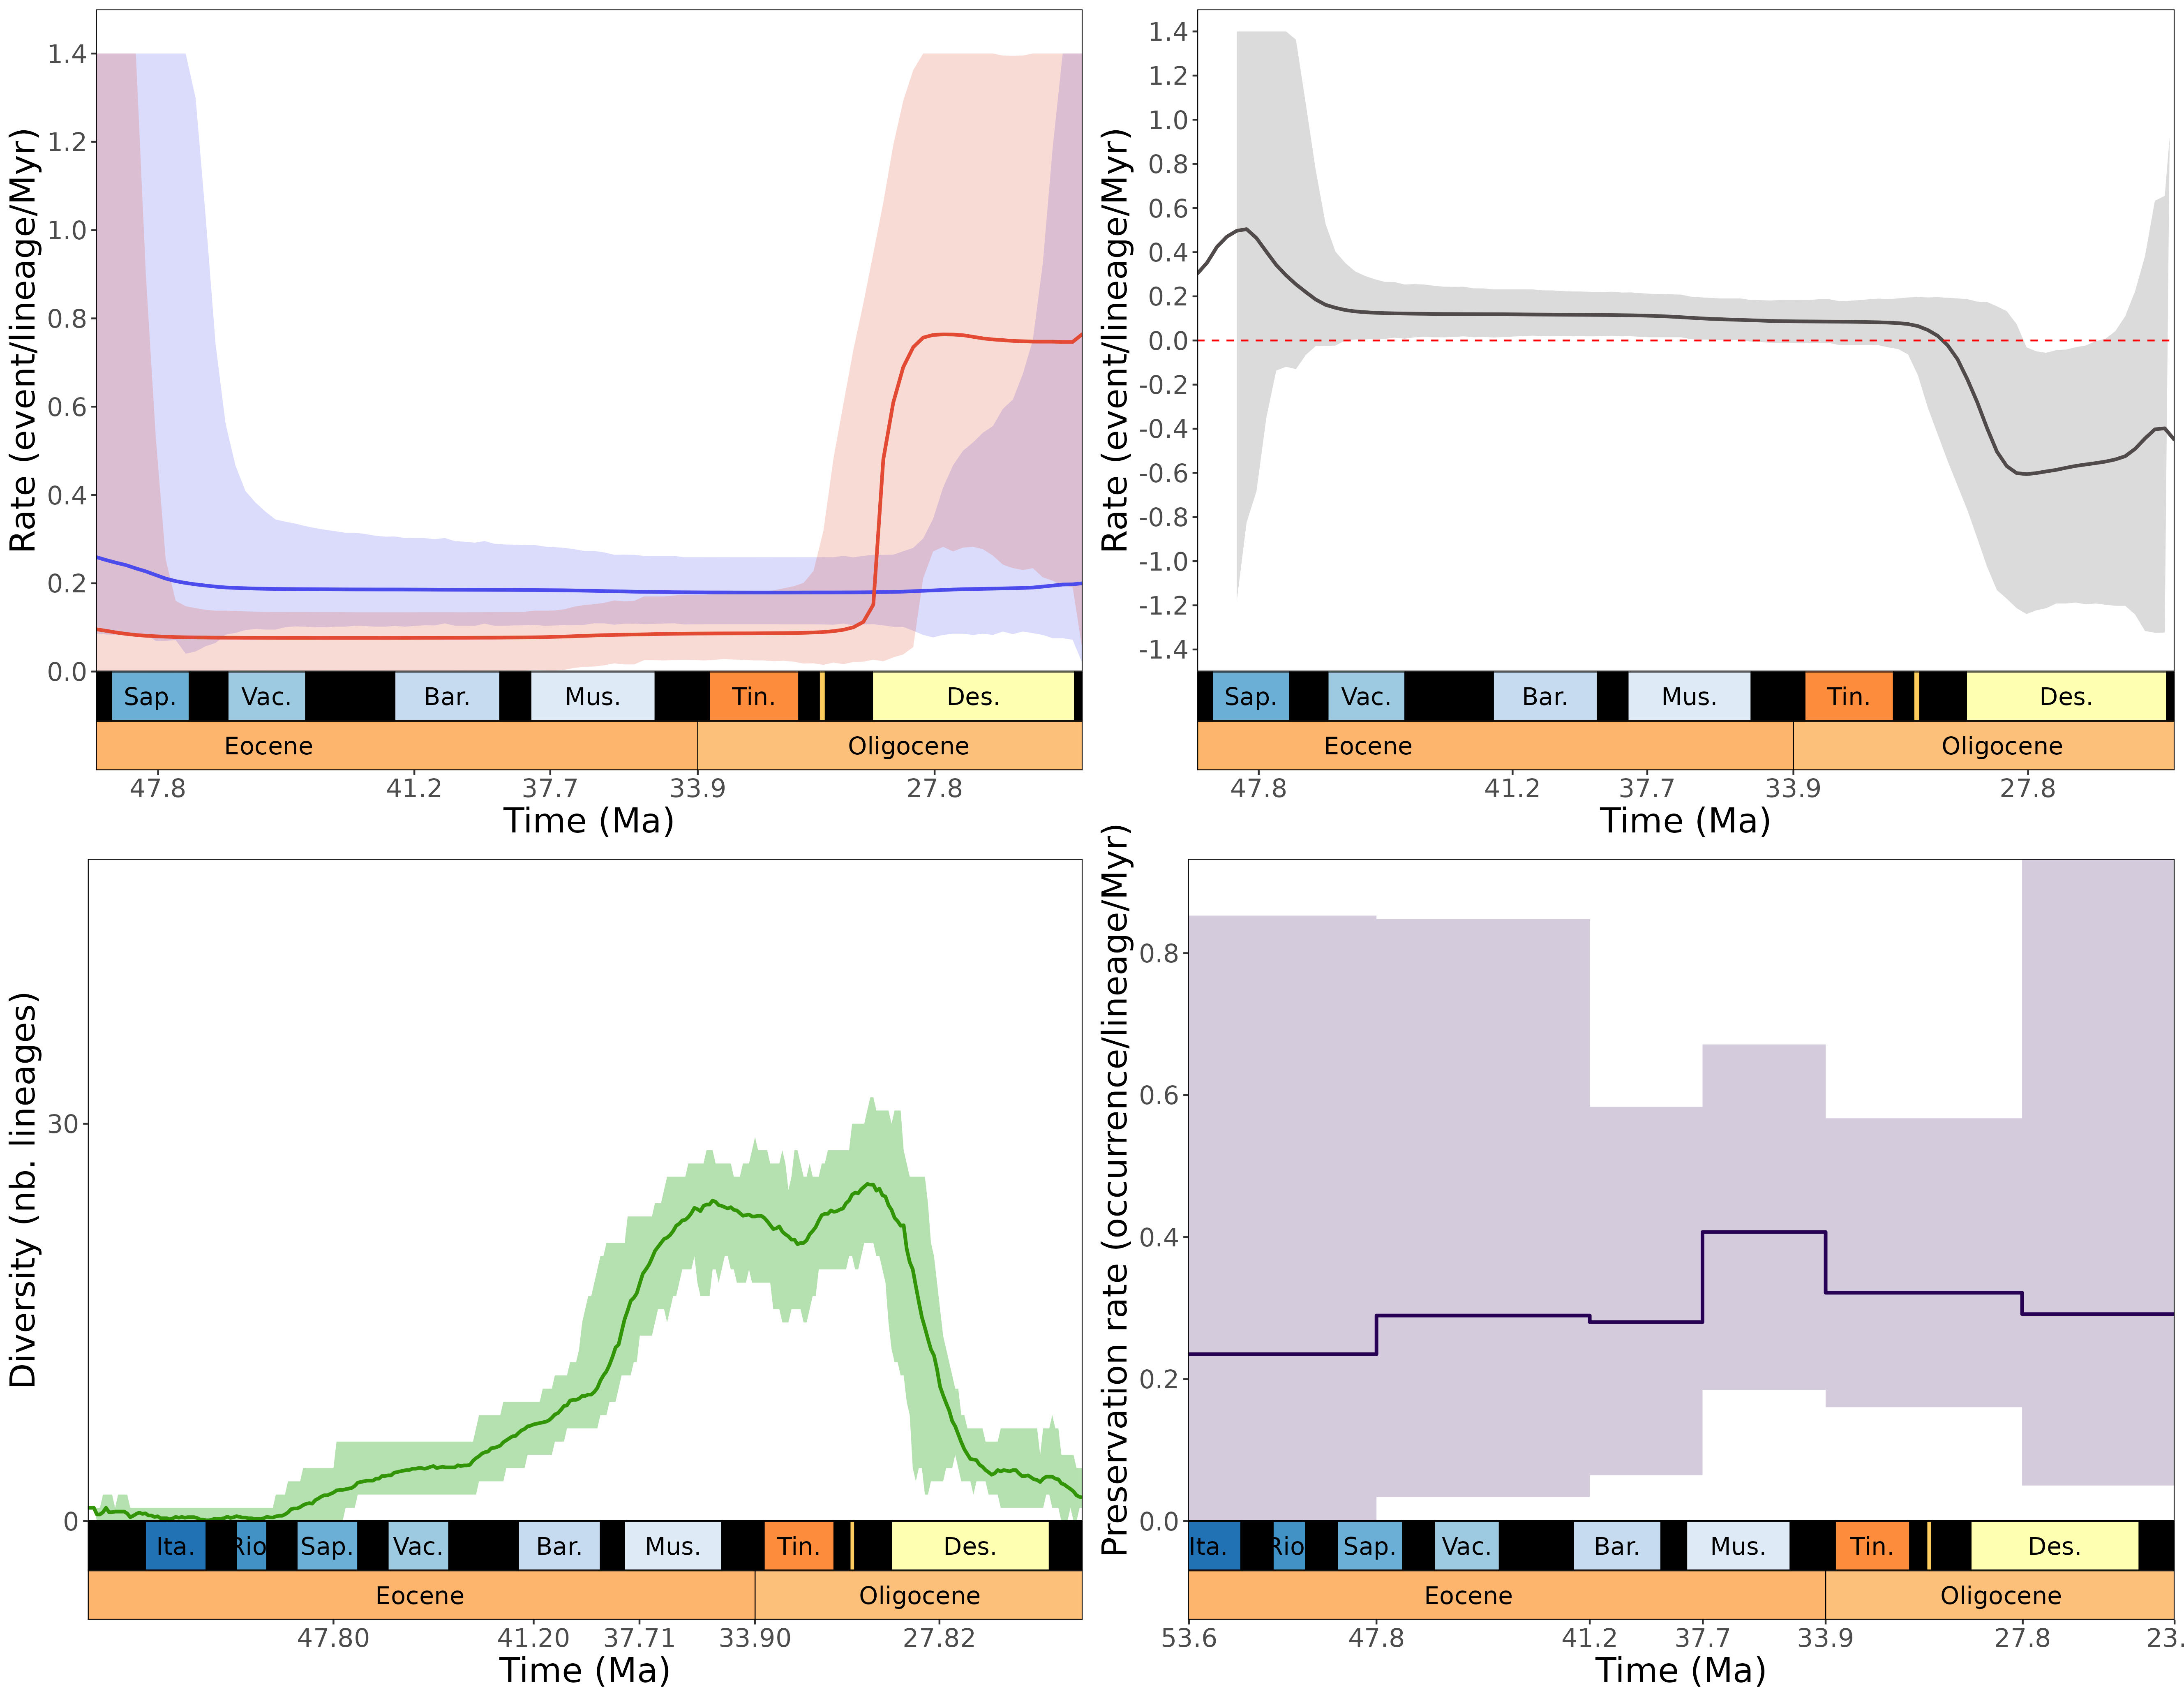 Rate (event/lineage/Myr)
1.4
1.2
1.0
0.8
0.6
0.4
0.2
0.0
Sap. Vac. Bar. Mus. Tin. Des.
Eocene Oligocene
47.8 41.2 37.7 33.9 27.8
Time (Ma)
Rate (event/lineage/Myr)
1.4
1.2
1.0
0.8
0.6
0.4
0.2
0.0
-0.2
-0.4
-0.6
-0.8
-1.0
-1.2
-1.4
Sap. Vac. Bar. Mus. Tin. Des.
Eocene Oligocene
47.8 41.2 37.7 33.9 27.8
Time (Ma)
Diversity (nb. lineages)
30
0
Ita. Rio Sap. Vac. Bar. Mus. Tin. Des.
Eocene Oligocene
47.80 41.20 37.71 33.90 27.82
Time (Ma)
Preservation rate (occurrence/lineage/Myr)
0.8
0.6
0.4
0.2
0.0
Ita. Rio Sap. Vac. Bar. Mus. Tin. Des.
Eocene Oligocene
53.6 47.8 41.2 37.7 33.9 27.8 23.
Time (Ma)